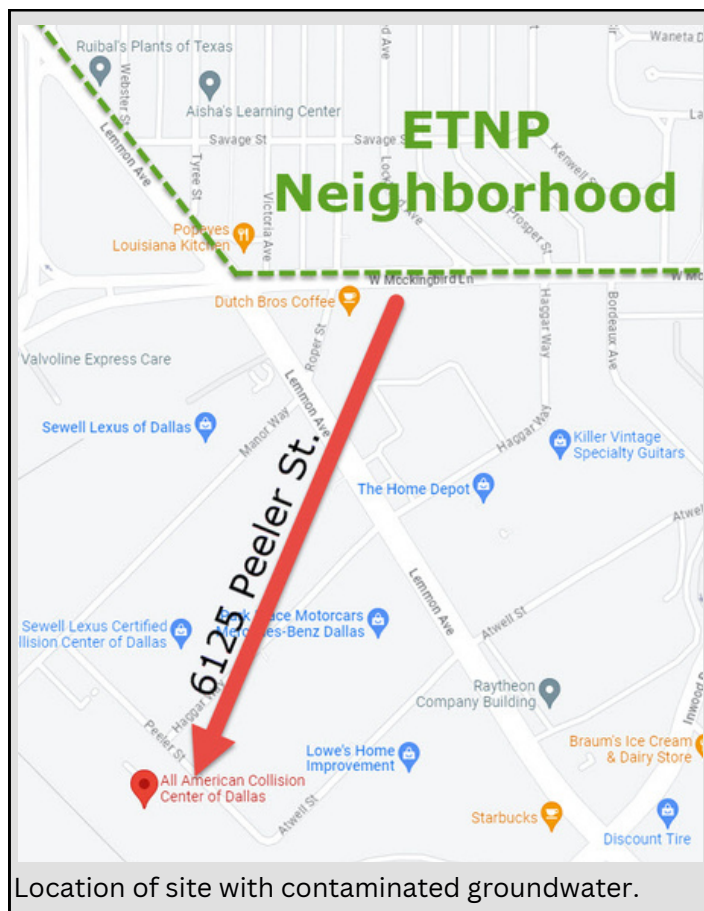 Ruibal's Plants of Texas
Webster St
Waneta D
Aisha's Learning Center
Lemmon Ave
Tyree St
Savage St
Savage S
ETNP
Neighborhood
Kenwell St
Victoria Ave
Prosper St
Popeyes
Louisiana Kitchen
W Mockingbird Ln
Dutch Bros Coffee
Roper St
Haggar Way
Bordeaux Ave
Valvoline Express Care
Lemmon Ave
Sewell Lexus of Dallas
Manor Way
Haggar Way
Killer Vintage
Specialty Guitars
The Home Depot
6125 Peeler St.
Atwel
Lemmon Ave
Atwell St
Sewell Lexus Certified
llision Center of Dallas
Mercedes-Benz Dallas
Haggar Way
Raytheon
Company Building
Inwood
Peeler St
Braum's Ice Cream
& Dairy Store
Lowe's Home
Improvement
All American Collision
Center of Dallas
Atwell St
Starbucks
Discount Tire
Location of site with contaminated groundwater.